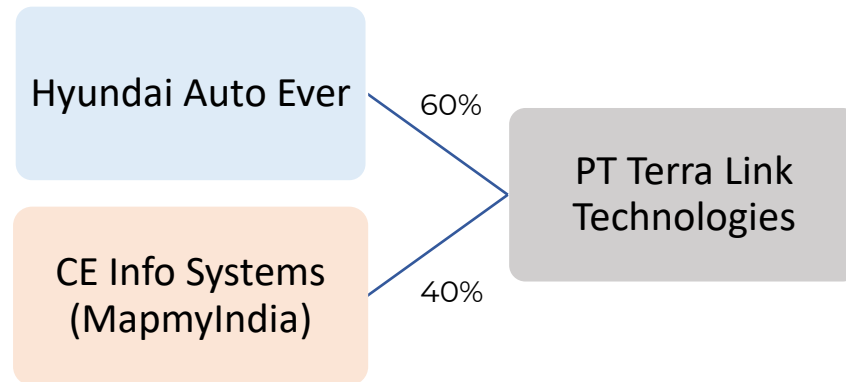 Hyundai Auto Ever
60%
PT Terra Link
Technologies
CE Info Systems
(MapmyIndia)
40%